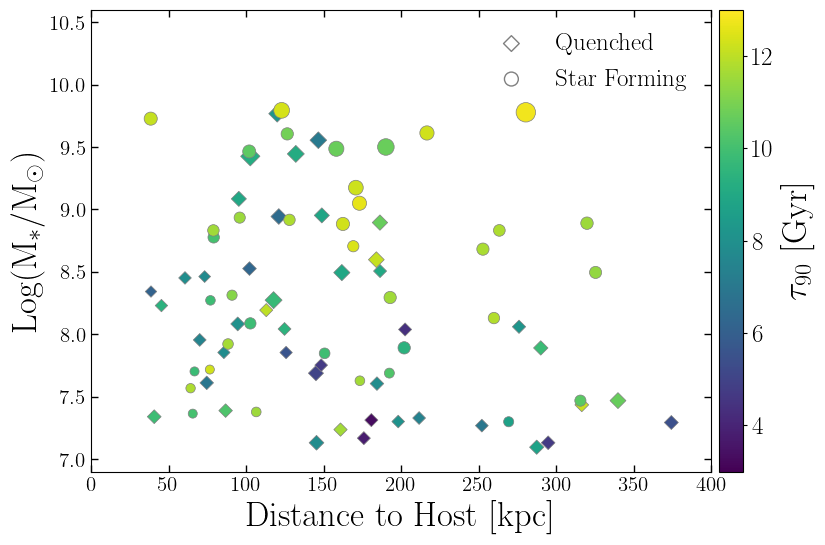 Quenched
Star Forming
Log(M*/M⊙)
10.5
10.0
9.5
9.0
8.5
8.0
7.5
7.0
0 50 100 150 200 250 300 350 400
Distance to Host [kpc]
12
10
8
6
4
τ90 [Gyr]